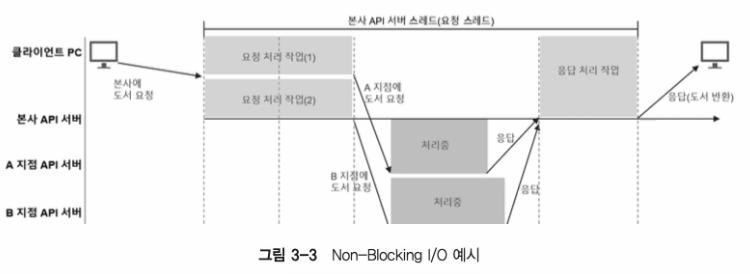 본사 API 서버 스레드(요청 스레드)
클라이언트 PC
요청 처리 작업(1)
응답 처리 작업
본사에
도서 요청
A 지점에
도서 요청
요청 처리 작업(2)
응답(도서 반환)
본사 API 서버
처리중
응답
A 지점 API 서버
B 지점에
도서 요청
처리중
응답
B 지점 API 서버
그림 3-3 Non-Blocking I/O 예시